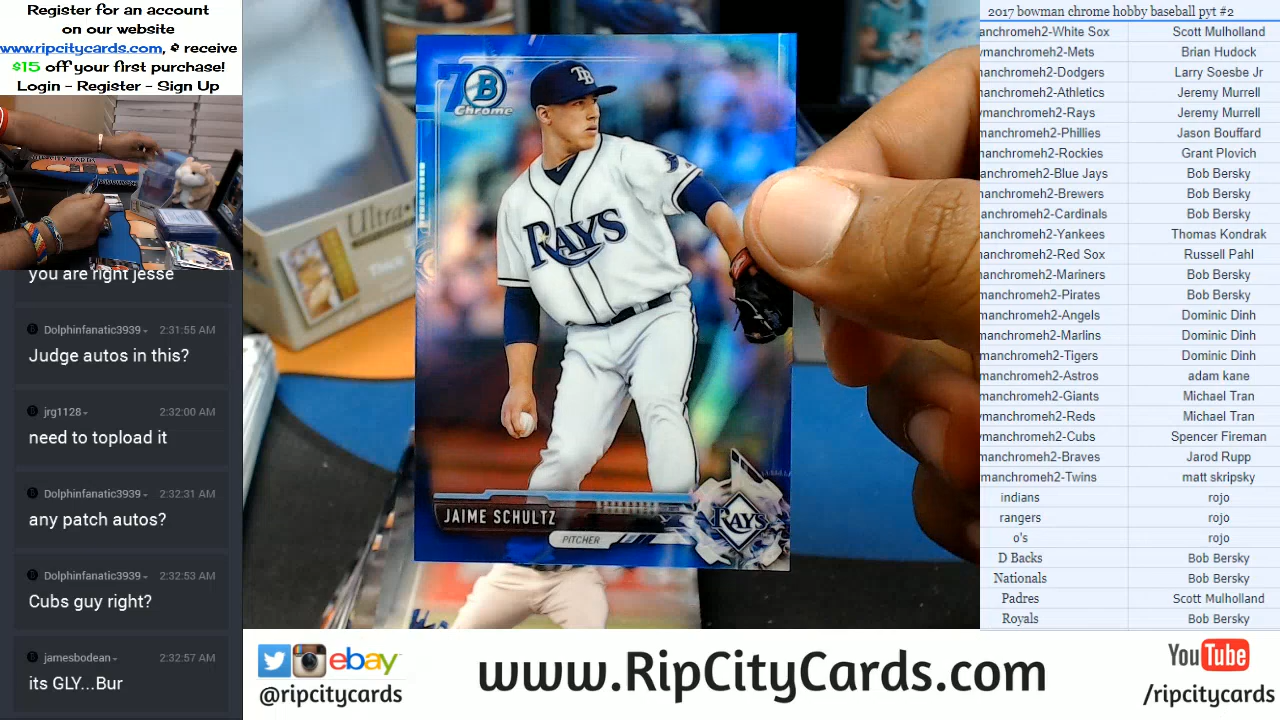 Register for an account
on our website
www.ripcitycards.com, & receive
$15 off your first purchase!
Login - Register - Sign Up
you are right jesse
Dolphinfanatic3939 2:31:55 AM
Judge autos in this?
jrg1128 2:32:00 AM
need to topload it
Dolphinfanatic3939 2:32:31 AM
any patch autos?
Dolphinfanatic3939 2:32:53 AM
Cubs guy right?
jamesbodean 2:32:57 AM
its GLY...Bur
70 B
Chrome
TB
RAYS
JAIME SCHULTZ
PITCHER
RAYS
Ultra
2017 bowman chrome hobby baseball pyt #2
anchromeh2-White Sox Scott Mulholland
manchromeh2-Mets Brian Hudock
manchromeh2-Dodgers Larry Soesbe Jr
manchromeh2-Athletics Jeremy Murrell
manchromeh2-Rays Jeremy Murrell
manchromeh2-Phillies Jason Bouffard
manchromeh2-Rockies Grant Plovich
manchromeh2-Blue Jays Bob Bersky
manchromeh2-Brewers Bob Bersky
manchromeh2-Cardinals Bob Bersky
manchromeh2-Yankees Thomas Kondrak
manchromeh2-Red Sox Russell Pahl
manchromeh2-Mariners Bob Bersky
manchromeh2-Pirates Bob Bersky
manchromeh2-Angels Dominic Dinh
manchromeh2-Marlins Dominic Dinh
manchromeh2-Tigers Dominic Dinh
manchromeh2-Astros adam kane
manchromeh2-Giants Michael Tran
manchromeh2-Reds Michael Tran
manchromeh2-Cubs Spencer Fireman
manchromeh2-Braves Jarod Rupp
manchromeh2-Twins matt skripsky
indians rojo
rangers rojo
o's rojo
D Backs Bob Bersky
Nationals Bob Bersky
Padres Scott Mulholland
Royals Bob Bersky
ebay
@ripcitycards
www.RipCityCards.com
YouTube
/ripcitycards